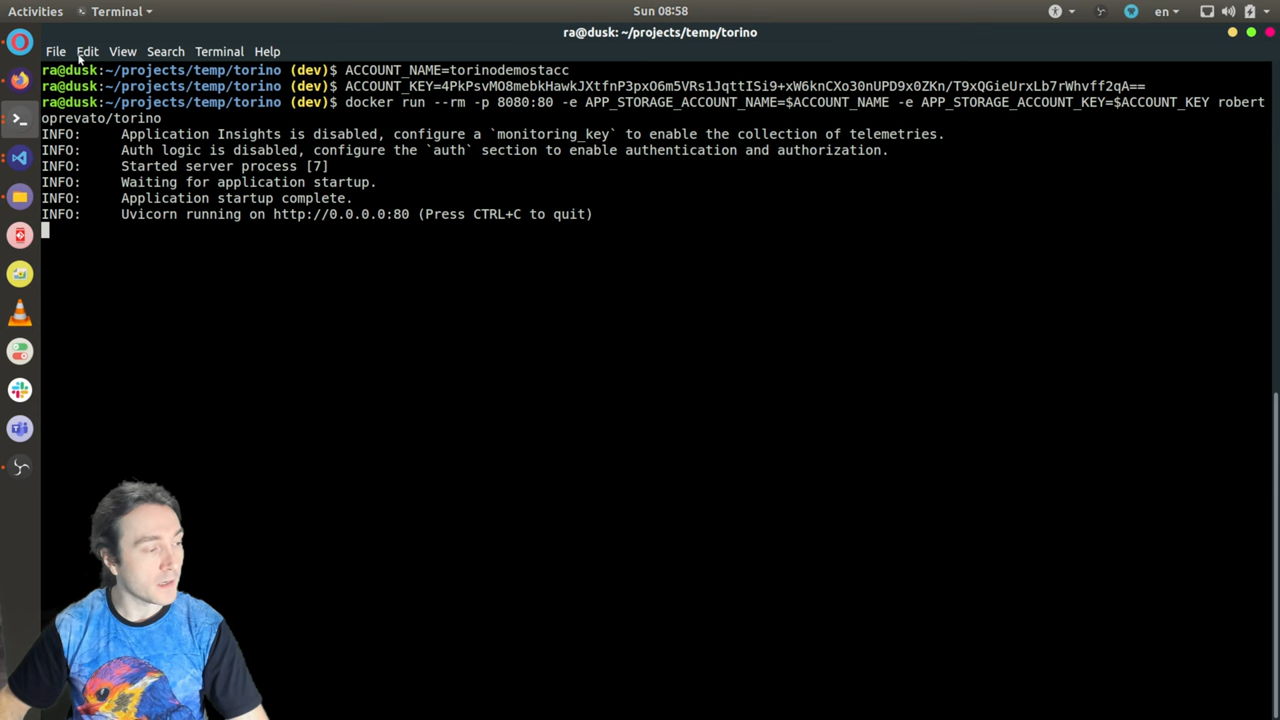 Activities Terminal Sun 08:58 en
ra@dusk: ~/projects/temp/torino
File Edit View Search Terminal Help
ra@dusk:~/projects/temp/torino (dev)$ ACCOUNT_NAME=torinodemostacc
ra@dusk:~/projects/temp/torino (dev)$ ACCOUNT_KEY=4PkPsvMO8mebkHawkJXtfnP3pxO6m5VRs1JqttISi9+xW6knCXo30nUPD9x0ZKn/T9xQGieUrxLb7rWhvff2qA==
ra@dusk:~/projects/temp/torino (dev)$ docker run --rm -p 8080:80 -e APP_STORAGE_ACCOUNT_NAME=$ACCOUNT_NAME -e APP_STORAGE_ACCOUNT_KEY=$ACCOUNT_KEY robert
oprevato/torino
INFO: Application Insights is disabled, configure a `monitoring_key` to enable the collection of telemetries.
INFO: Auth logic is disabled, configure the `auth` section to enable authentication and authorization.
INFO: Started server process [7]
INFO: Waiting for application startup.
INFO: Application startup complete.
INFO: Uvicorn running on http://0.0.0.0:80 (Press CTRL+C to quit)